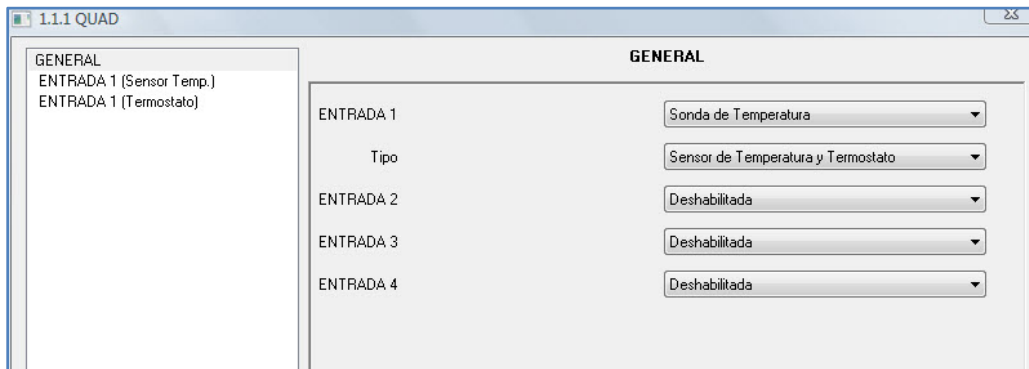 1.1.1 QUAD
GENERAL
ENTRADA 1 (Sensor Temp.)
ENTRADA 1 (Termostato)
GENERAL
ENTRADA 1 Sonda de Temperatura
Tipo Sensor de Temperatura y Termostato
ENTRADA 2 Deshabilitada
ENTRADA 3 Deshabilitada
ENTRADA 4 Deshabilitada